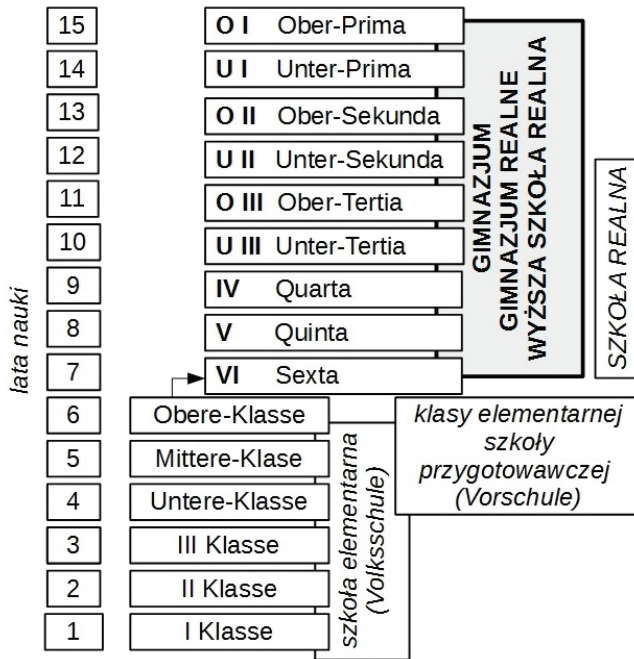 15 O I Ober-Prima
14 U I Unter-Prima
13 O II Ober-Sekunda
12 U II Unter-Sekunda
11 O III Ober-Tertia
10 U III Unter-Tertia
9 IV Quarta
8 V Quinta
7 VI Sexta
6 Obere-Klasse
5 Mittere-Klase
4 Untere-Klasse
3 III Klasse
2 II Klasse
1 I Klasse
lata nauki
GIMNAZJUM
GIMNAZJUM REALNE
WYŻSZA SZKOŁA REALNA
SZKOŁA REALNA
klasy elementarnej
szkoły
przygotowawczej
(Vorschule)
szkoła elementarna
(Volksschule)